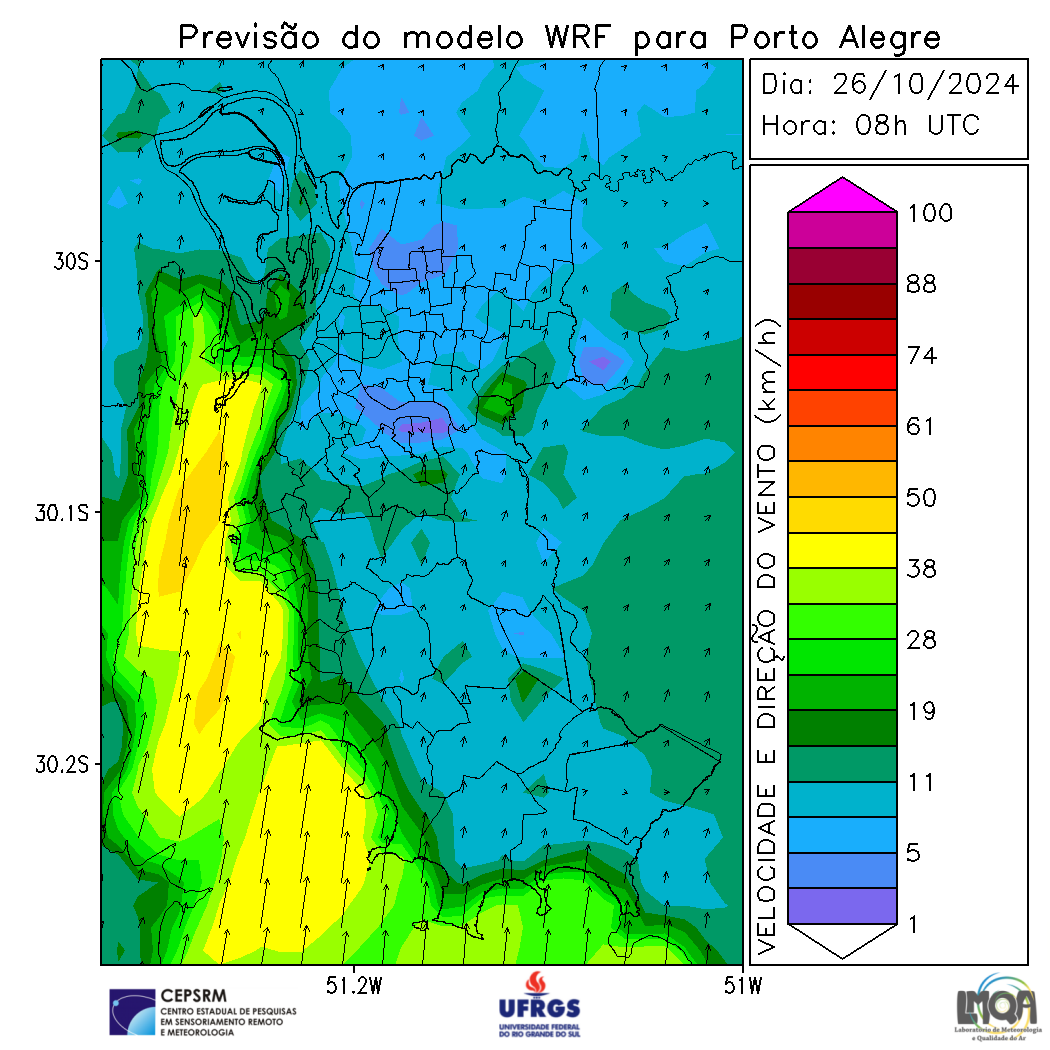 Previsão do modelo WRF para Porto Alegre
Dia: 26/10/2024
Hora: 08h UTC
30S
30.1S
30.2S
51.2W
51W
VELOCIDADE E DIREÇÃO DO VENTO (km/h)
100
88
74
61
50
38
28
19
11
5
1
CEPSRM
CENTRO ESTADUAL DE PESQUISAS
EM SENSORIAMENTO REMOTO
E METEOROLOGIA
UFRGS
UNIVERSIDADE FEDERAL
DO RIO GRANDE DO SUL
LMQA
Laboratório de Meteorologia
e Qualidade do Ar